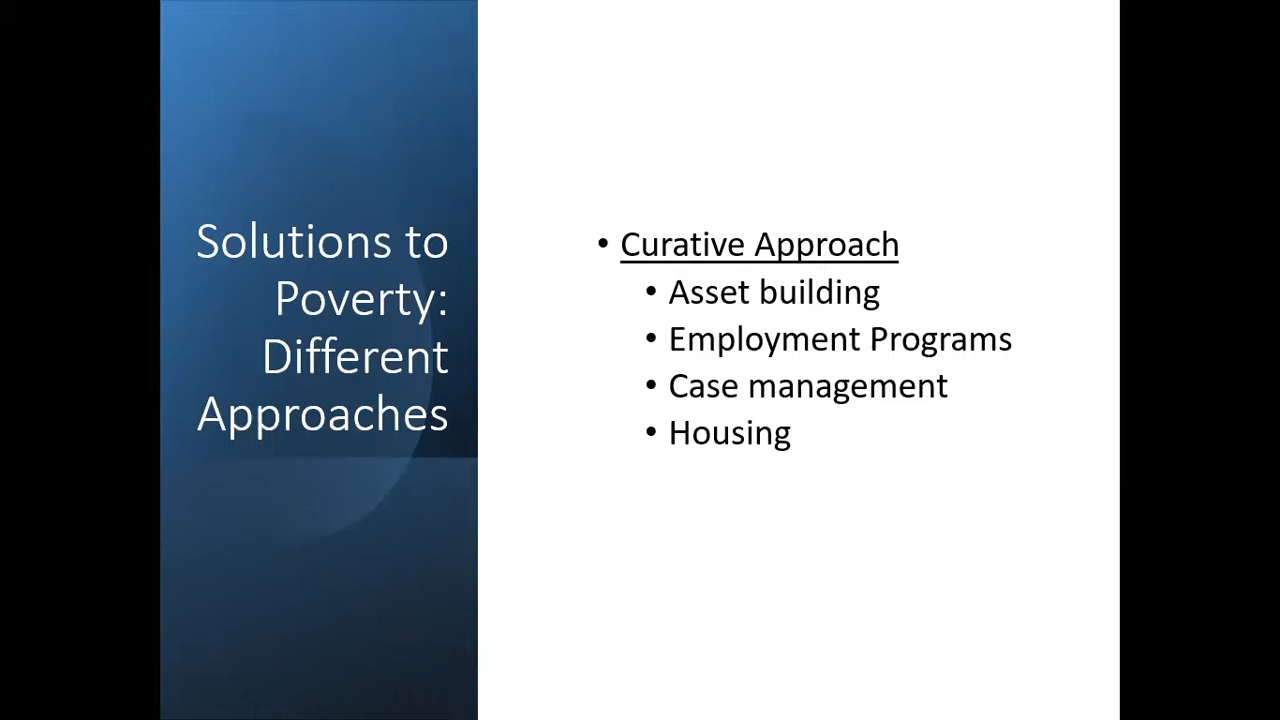 Solutions to
Poverty:
Different
Approaches
• Curative Approach
• Asset building
• Employment Programs
• Case management
• Housing